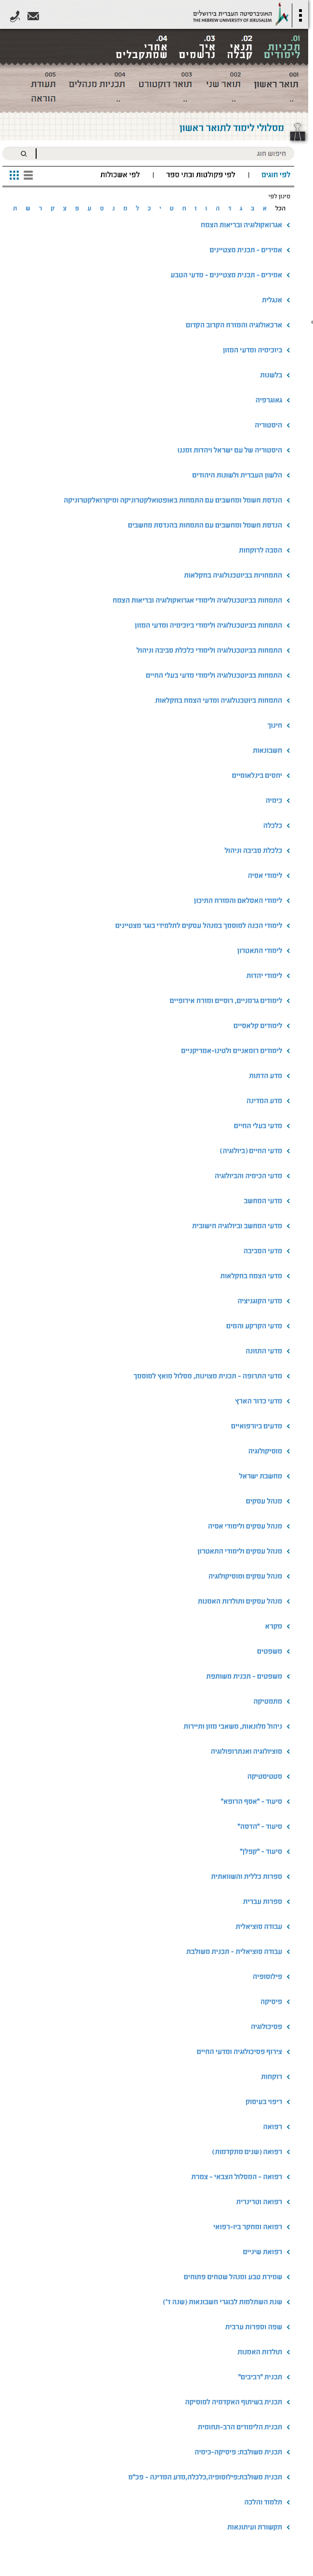 האוניברסיטה העברית בירושלים
THE HEBREW UNIVERSITY OF JERUSALEM
01. תכניות לימודים
02. תנאי קבלה
03. איך נרשמים
04. אחרי שמתקבלים
001 תואר ראשון ..
002 תואר שני ..
003 תואר דוקטורט ..
004 תכניות מנהלים ..
005 תעודת הוראה
מסלולי לימוד לתואר ראשון
חיפוש חוג
לפי חוגים | לפי פקולטות ובתי ספר | לפי אשכולות
סינון לפי
הכל א ב ג ד ה ו ז ח ט י כ ל מ נ ס ע פ צ ק ר ש ת
אגרואקולוגיה ובריאות הצמח
אמירים - תכנית מצטיינים
אמירים - תכנית מצטיינים - מדעי הטבע
אנגלית
ארכאולוגיה והמזרח הקרוב הקדום
ביוכימיה ומדעי המזון
בלשנות
גאוגרפיה
היסטוריה
היסטוריה של עם ישראל ויהדות זמננו
הלשון העברית ולשונות היהודים
הנדסת חשמל ומחשבים עם התמחות באופטואלקטרוניקה ומיקרואלקטרוניקה
הנדסת חשמל ומחשבים עם התמחות בהנדסת מחשבים
הסבה לרוקחות
התמחויות בביוטכנולוגיה בחקלאות
התמחות בביוטכנולוגיה ולימודי אגרואקולוגיה ובריאות הצמח
התמחות בביוטכנולוגיה ולימודי ביוכימיה ומדעי המזון
התמחות בביוטכנולוגיה ולימודי כלכלת סביבה וניהול
התמחות בביוטכנולוגיה ולימודי מדעי בעלי החיים
התמחות ביוטכנולוגיה ומדעי הצמח בחקלאות
חינוך
חשבונאות
יחסים בינלאומיים
כימיה
כלכלה
כלכלת סביבה וניהול
לימודי אסיה
לימודי האסלאם והמזרח התיכון
לימודי הכנה למוסמך במנהל עסקים לתלמידי בוגר מצטיינים
לימודי התאטרון
לימודי יהדות
לימודים גרמניים, רוסיים ומזרח אירופיים
לימודים קלאסיים
לימודים רומאניים ולטינו-אמריקניים
מדע הדתות
מדע המדינה
מדעי בעלי החיים
מדעי החיים (ביולוגיה)
מדעי הכימיה והביולוגיה
מדעי המחשב
מדעי המחשב וביולוגיה חישובית
מדעי הסביבה
מדעי הצמח בחקלאות
מדעי הקוגניציה
מדעי הקרקע והמים
מדעי התזונה
מדעי התרופה - תכנית מצוינות, מסלול מואץ למוסמך
מדעי כדור הארץ
מדעים ביורפואיים
מוסיקולוגיה
מחשבת ישראל
מנהל עסקים
מנהל עסקים ולימודי אסיה
מנהל עסקים ולימודי התאטרון
מנהל עסקים ומוסיקולוגיה
מנהל עסקים ותולדות האמנות
מקרא
משפטים
משפטים - תכנית משותפת
מתמטיקה
ניהול מלונאות, משאבי מזון ותיירות
סוציולוגיה ואנתרופולוגיה
סטטיסטיקה
סיעוד - "אסף הרופא"
סיעוד - "הדסה"
סיעוד - "קפלן"
ספרות כללית והשוואתית
ספרות עברית
עבודה סוציאלית
עבודה סוציאלית - תכנית משולבת
פילוסופיה
פיסיקה
פסיכולוגיה
צירוף פסיכולוגיה ומדעי החיים
רוקחות
ריפוי בעיסוק
רפואה
רפואה (שנים מתקדמות)
רפואה - המסלול הצבאי - צמרת
רפואה וטרינרית
רפואה ומחקר ביו-רפואי
רפואת שיניים
שמירת טבע ומנהל שטחים פתוחים
שנת השתלמות לבוגרי חשבונאות (שנה ד')
שפה וספרות ערבית
תולדות האמנות
תכנית "רביבים"
תכנית בשיתוף האקדמיה למוסיקה
תכנית הלימודים הרב-תחומית
תכנית משולבת: פיסיקה-כימיה
תכנית משולבת:פילוסופיה,כלכלה,מדע המדינה - פכ"מ
תלמוד והלכה
תקשורת ועיתונאות